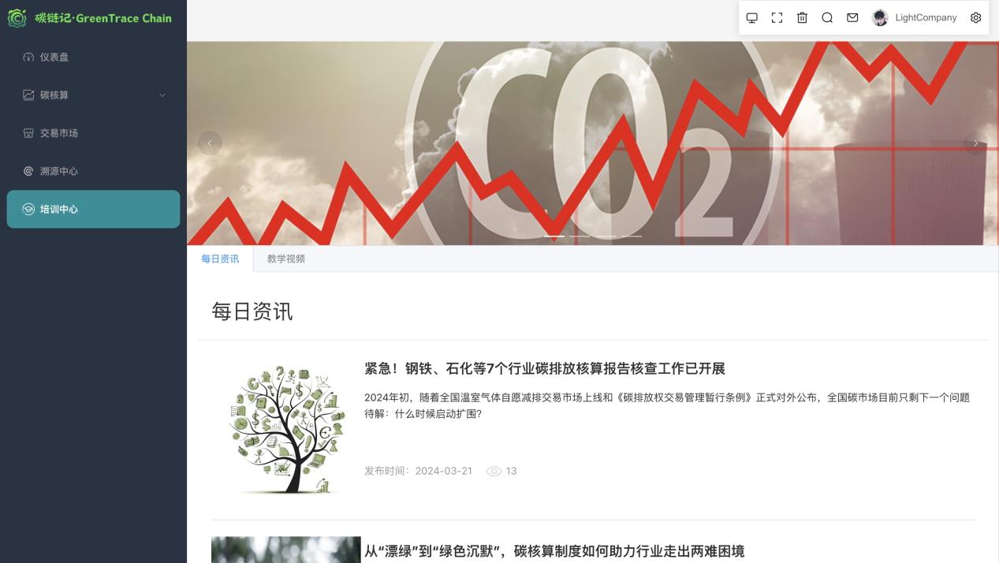 碳链记·GreenTrace Chain
LightCompany
仪表盘
碳核算
交易市场
溯源中心
培训中心
CO2
每日资讯
教学视频
每日资讯
紧急！钢铁、石化等7个行业碳排放核算报告核查工作已开展
2024年初，随着全国温室气体自愿减排交易市场上线和《碳排放权交易管理暂行条例》正式对外公布，全国碳市场目前只剩下一个问题
待解：什么时候启动扩围？
发布时间：2024-03-21
13
从“漂绿”到“绿色沉默”，碳核算制度如何助力行业走出两难困境